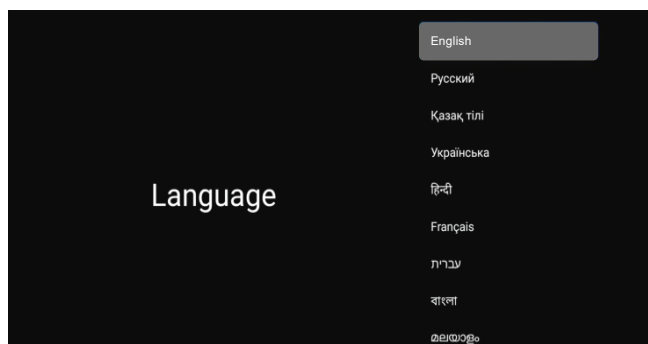 Language
English
Русский
Қазақ тілі
Українська
हिन्दी
Français
עברית
বাংলা
മലയാളം